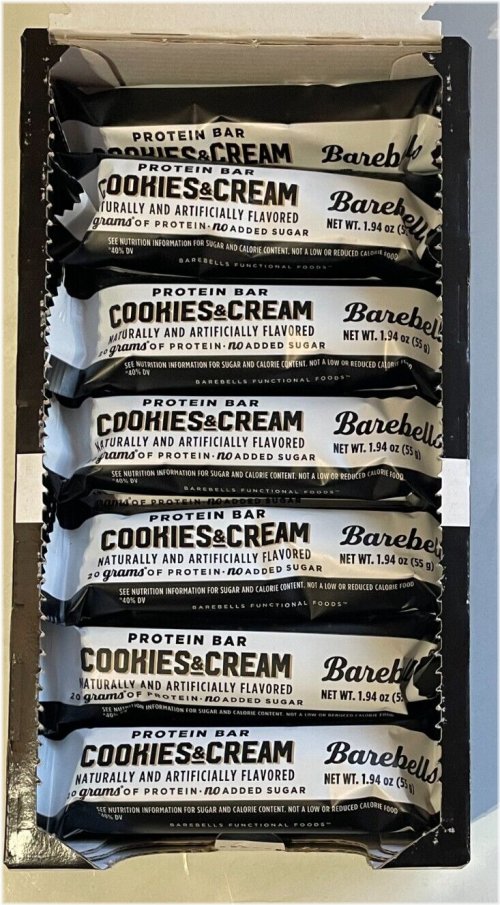 PROTEIN BAR
COOKIES&CREAM
PROTEIN BAR
COOKIES&CREAM Barebells
NATURALLY AND ARTIFICIALLY FLAVORED
grams* OF PROTEIN · no ADDED SUGAR NET WT. 1.94 oz
SEE NUTRITION INFORMATION FOR SUGAR AND CALORIE CONTENT. NOT A LOW OR REDUCED CALORIE FOOD
*40% DV
BAREBELLS FUNCTIONAL FOODS™
PROTEIN BAR
COOKIES&CREAM Barebells
NATURALLY AND ARTIFICIALLY FLAVORED
20 grams* OF PROTEIN · no ADDED SUGAR NET WT. 1.94 oz (55 g)
SEE NUTRITION INFORMATION FOR SUGAR AND CALORIE CONTENT. NOT A LOW OR REDUCED CALORIE
*40% DV
BAREBELLS FUNCTIONAL FOODS™
PROTEIN BAR
COOKIES&CREAM Barebells
NATURALLY AND ARTIFICIALLY FLAVORED
grams* OF PROTEIN · no ADDED SUGAR NET WT. 1.94 oz (55 g)
SEE NUTRITION INFORMATION FOR SUGAR AND CALORIE CONTENT. NOT A LOW OR REDUCED CALORIE FOOD
*40% DV
BAREBELLS FUNCTIONAL FOODS™
grams* OF PROTEIN · no ADDED SUGAR
PROTEIN BAR
COOKIES&CREAM Barebells
NATURALLY AND ARTIFICIALLY FLAVORED
20 grams* OF PROTEIN · no ADDED SUGAR NET WT. 1.94 oz (55 g)
SEE NUTRITION INFORMATION FOR SUGAR AND CALORIE CONTENT. NOT A LOW OR REDUCED CALORIE FOOD
*40% DV
BAREBELLS FUNCTIONAL FOODS™
PROTEIN BAR
COOKIES&CREAM Bareb
NATURALLY AND ARTIFICIALLY FLAVORED
20 grams* OF PROTEIN · no ADDED SUGAR NET WT. 1.94 oz
SEE NUTRITION INFORMATION FOR SUGAR AND CALORIE CONTENT. NOT A LOW OR REDUCED CALORIE FOOD
*40%
PROTEIN BAR
COOKIES&CREAM Barebells
NATURALLY AND ARTIFICIALLY FLAVORED
20 grams* OF PROTEIN · no ADDED SUGAR NET WT. 1.94 oz (55 g)
SEE NUTRITION INFORMATION FOR SUGAR AND CALORIE CONTENT. NOT A LOW OR REDUCED CALORIE FOOD
*40% DV
BAREBELLS FUNCTIONAL FOODS™